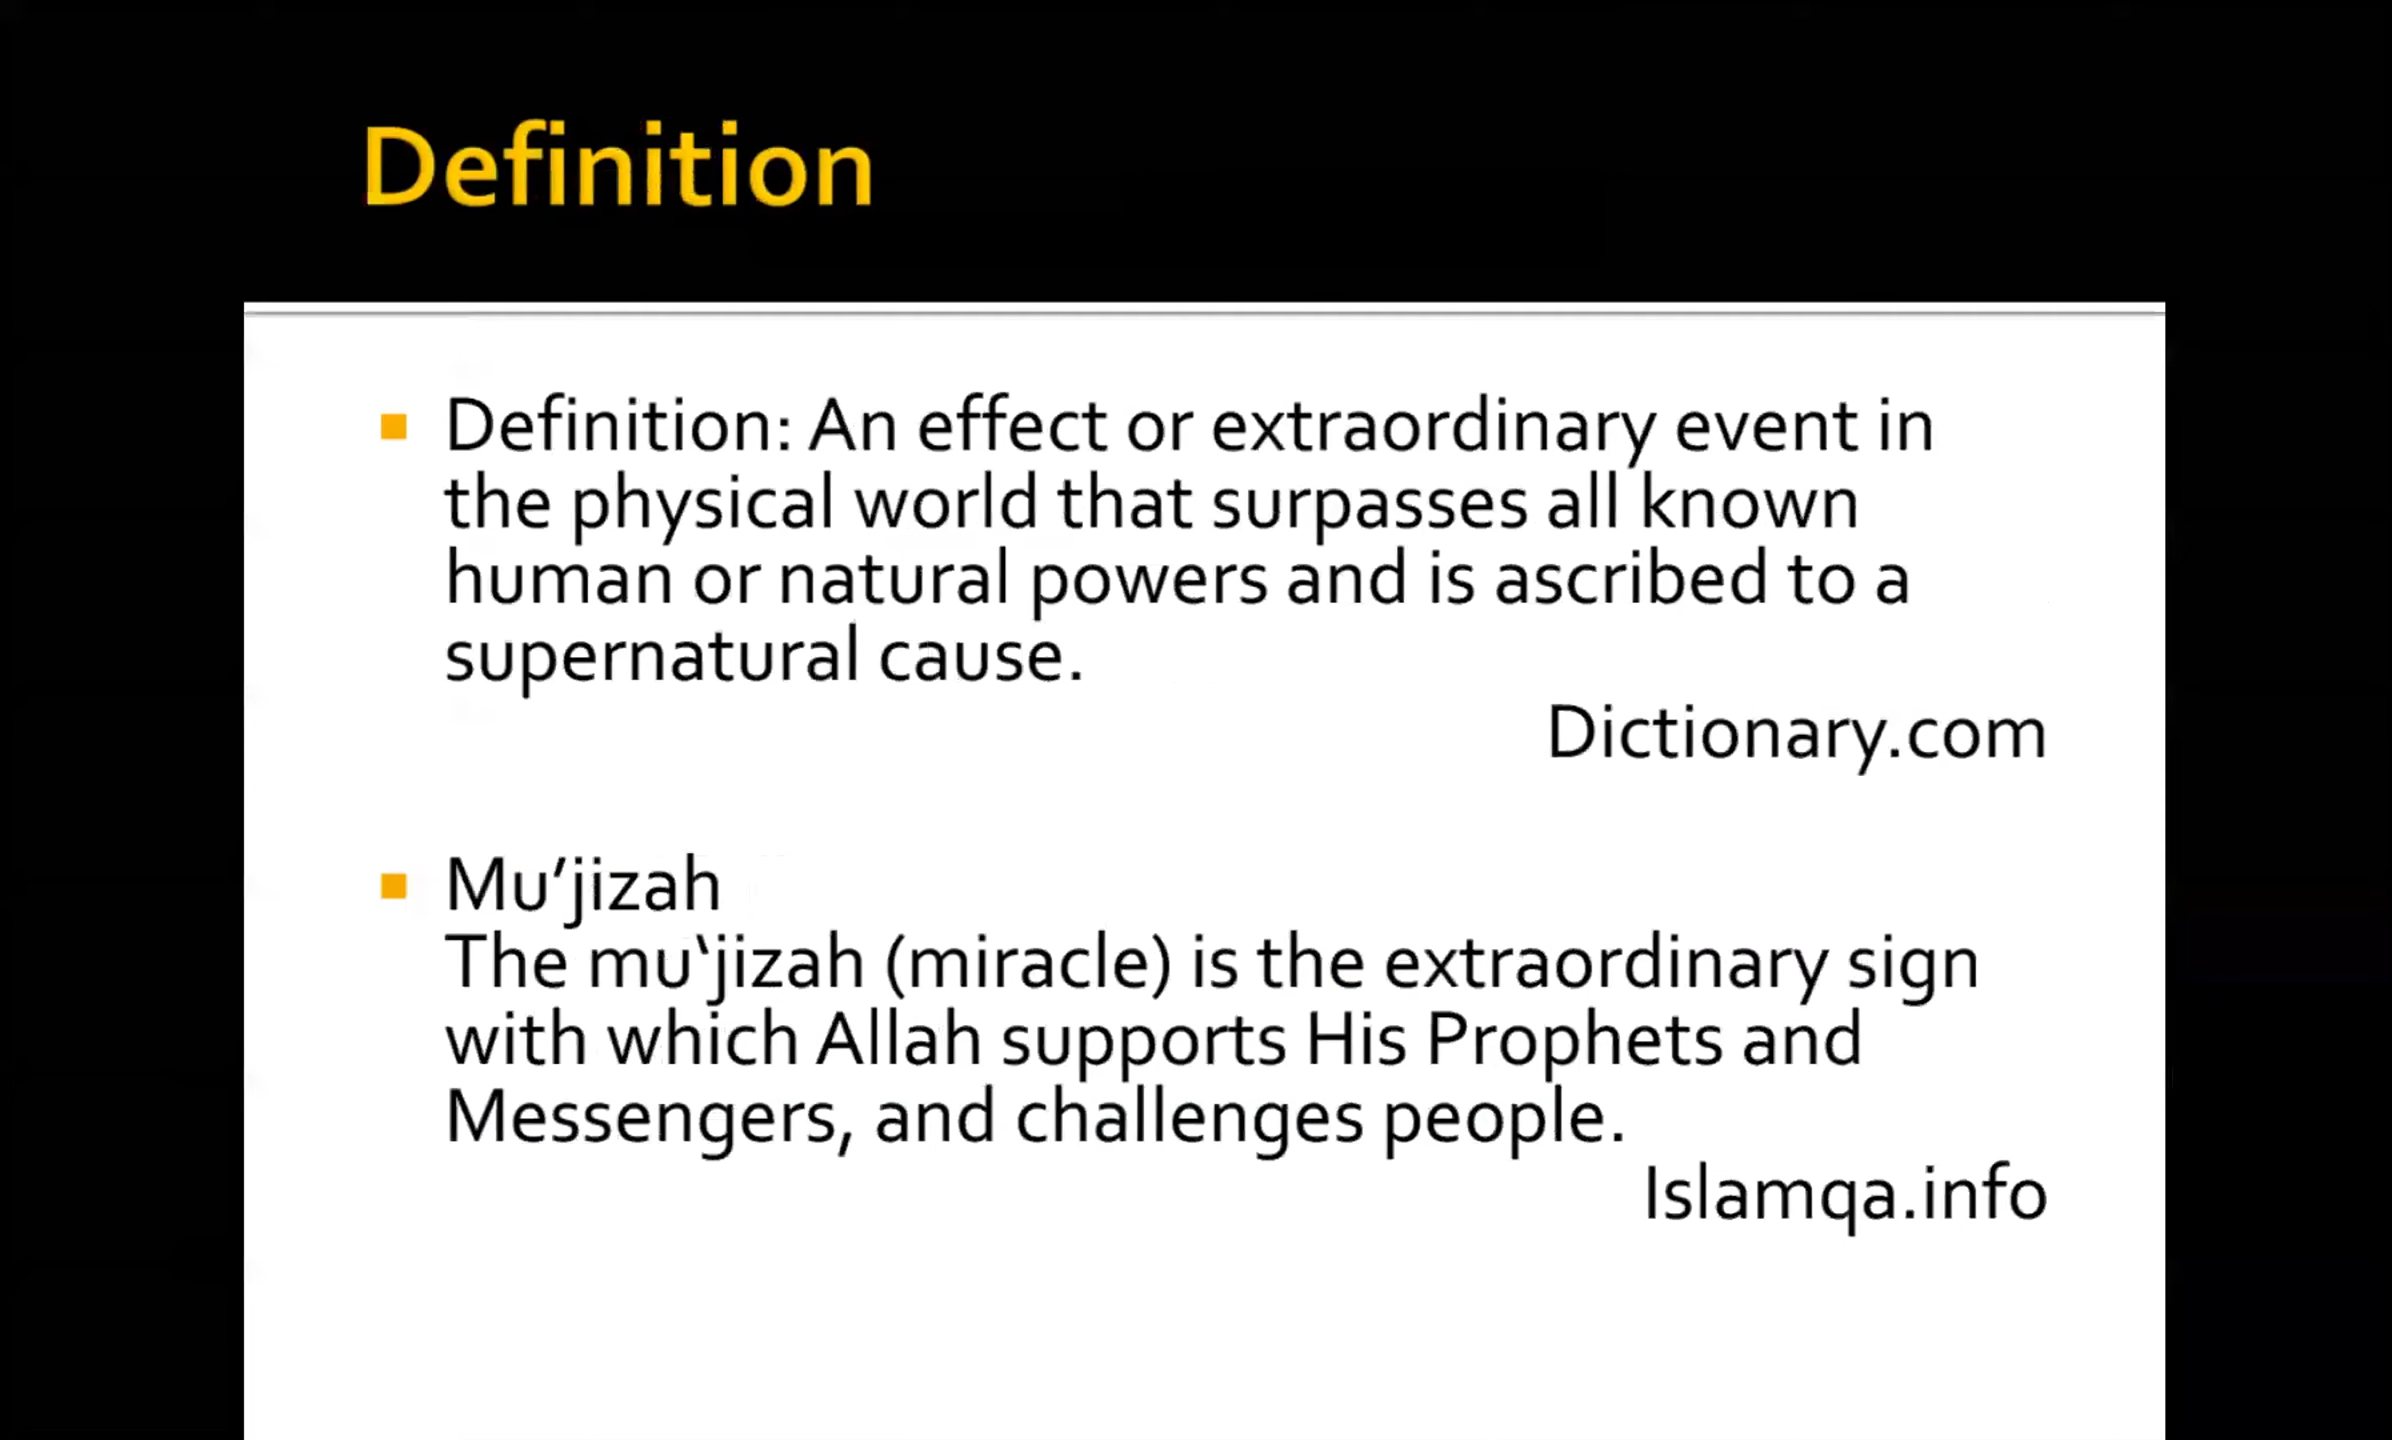 Definition
Definition: An effect or extraordinary event in
the physical world that surpasses all known
human or natural powers and is ascribed to a
supernatural cause.
Dictionary.com
Mu’jizah
The mu‘jizah (miracle) is the extraordinary sign
with which Allah supports His Prophets and
Messengers, and challenges people.
Islamqa.info